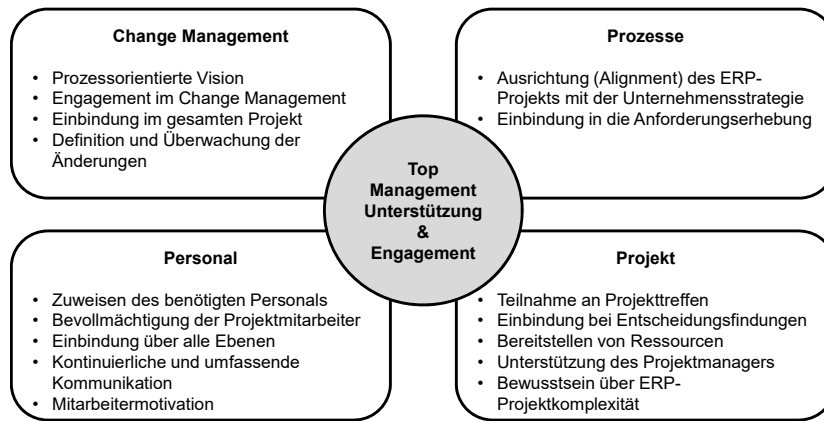 Change Management
• Prozessorientierte Vision
• Engagement im Change Management
• Einbindung im gesamten Projekt
• Definition und Überwachung der
Änderungen
Prozesse
• Ausrichtung (Alignment) des ERP-
Projekts mit der Unternehmensstrategie
• Einbindung in die Anforderungserhebung
Top
Management
Unterstützung
&
Engagement
Personal
• Zuweisen des benötigten Personals
• Bevollmächtigung der Projektmitarbeiter
• Einbindung über alle Ebenen
• Kontinuierliche und umfassende
Kommunikation
• Mitarbeitermotivation
Projekt
• Teilnahme an Projekttreffen
• Einbindung bei Entscheidungsfindungen
• Bereitstellen von Ressourcen
• Unterstützung des Projektmanagers
• Bewusstsein über ERP-
Projektkomplexität